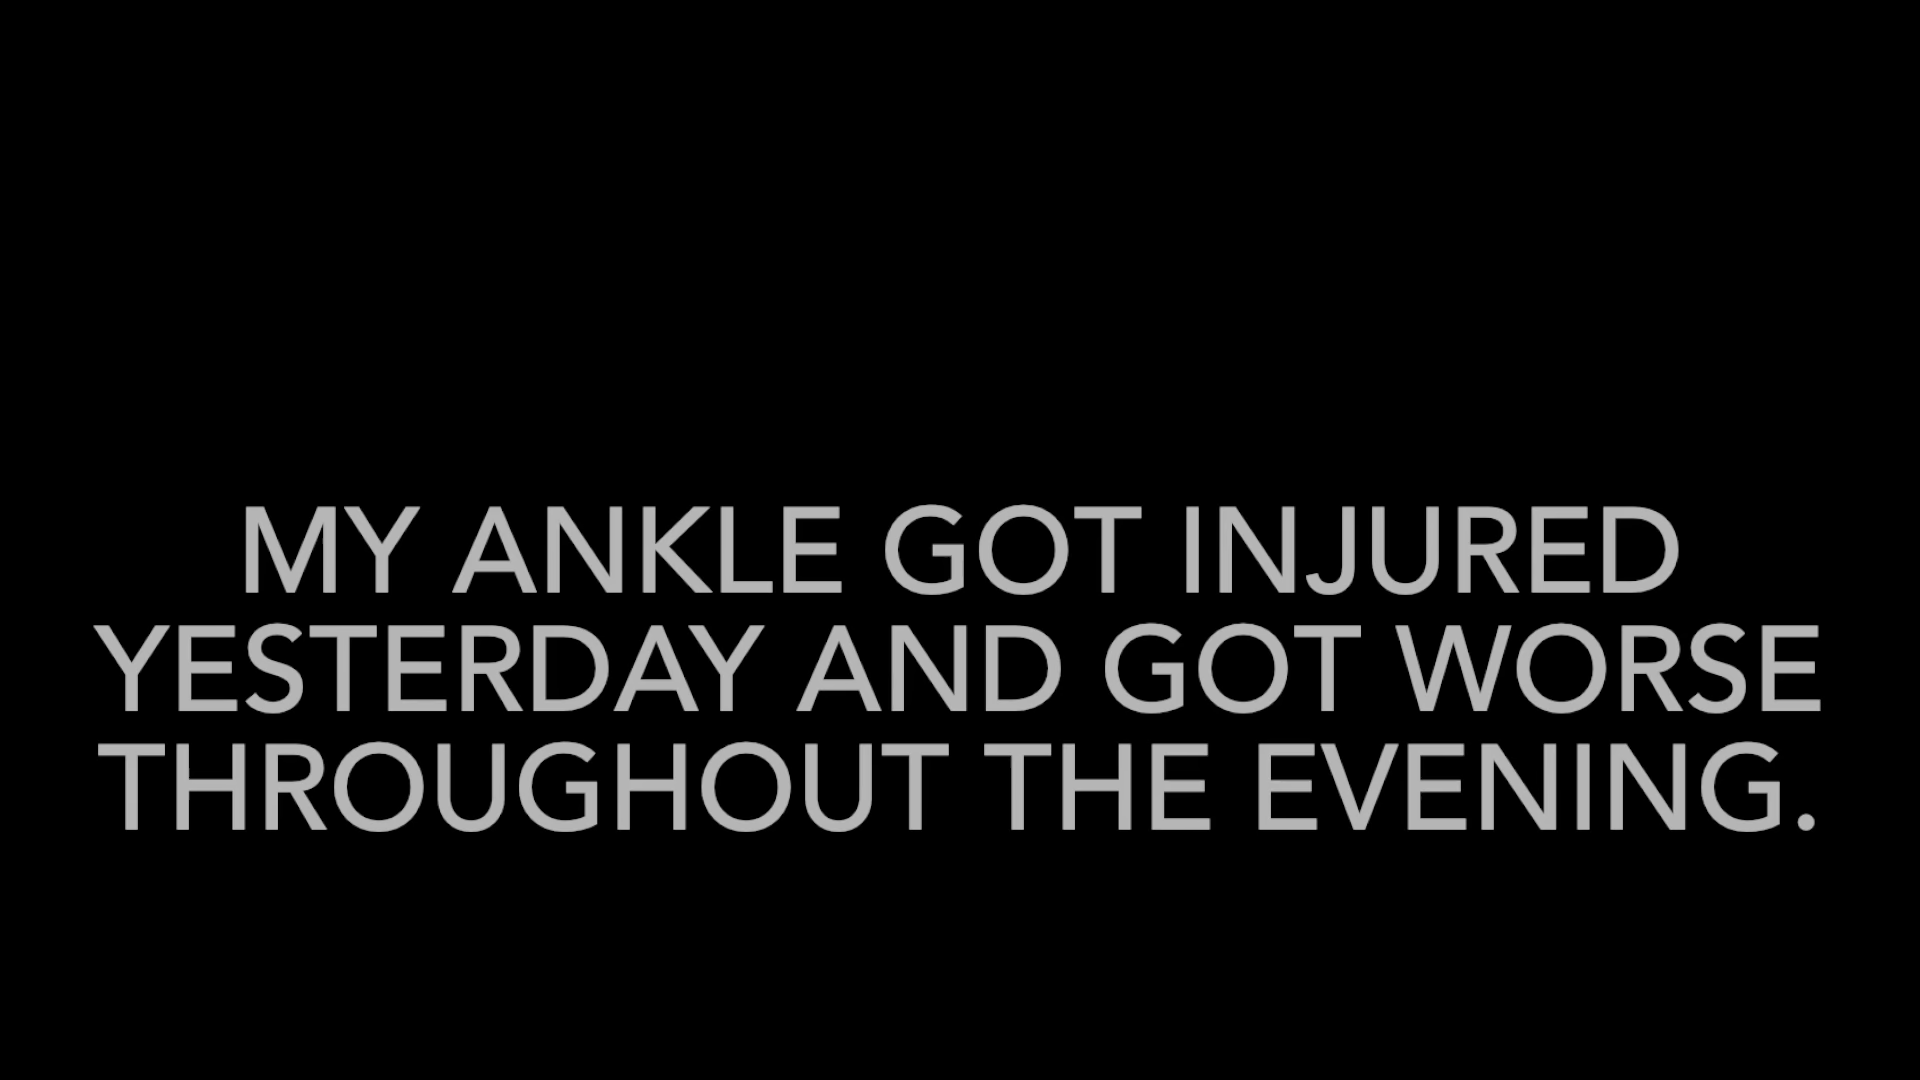 MY ANKLE GOT INJURED
YESTERDAY AND GOT WORSE
THROUGHOUT THE EVENING.